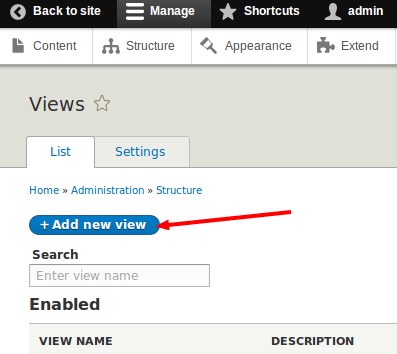 Back to site Manage Shortcuts admin
Content Structure Appearance Extend
Views
List Settings
Home » Administration » Structure
+ Add new view
Search
Enter view name
Enabled
VIEW NAME DESCRIPTION